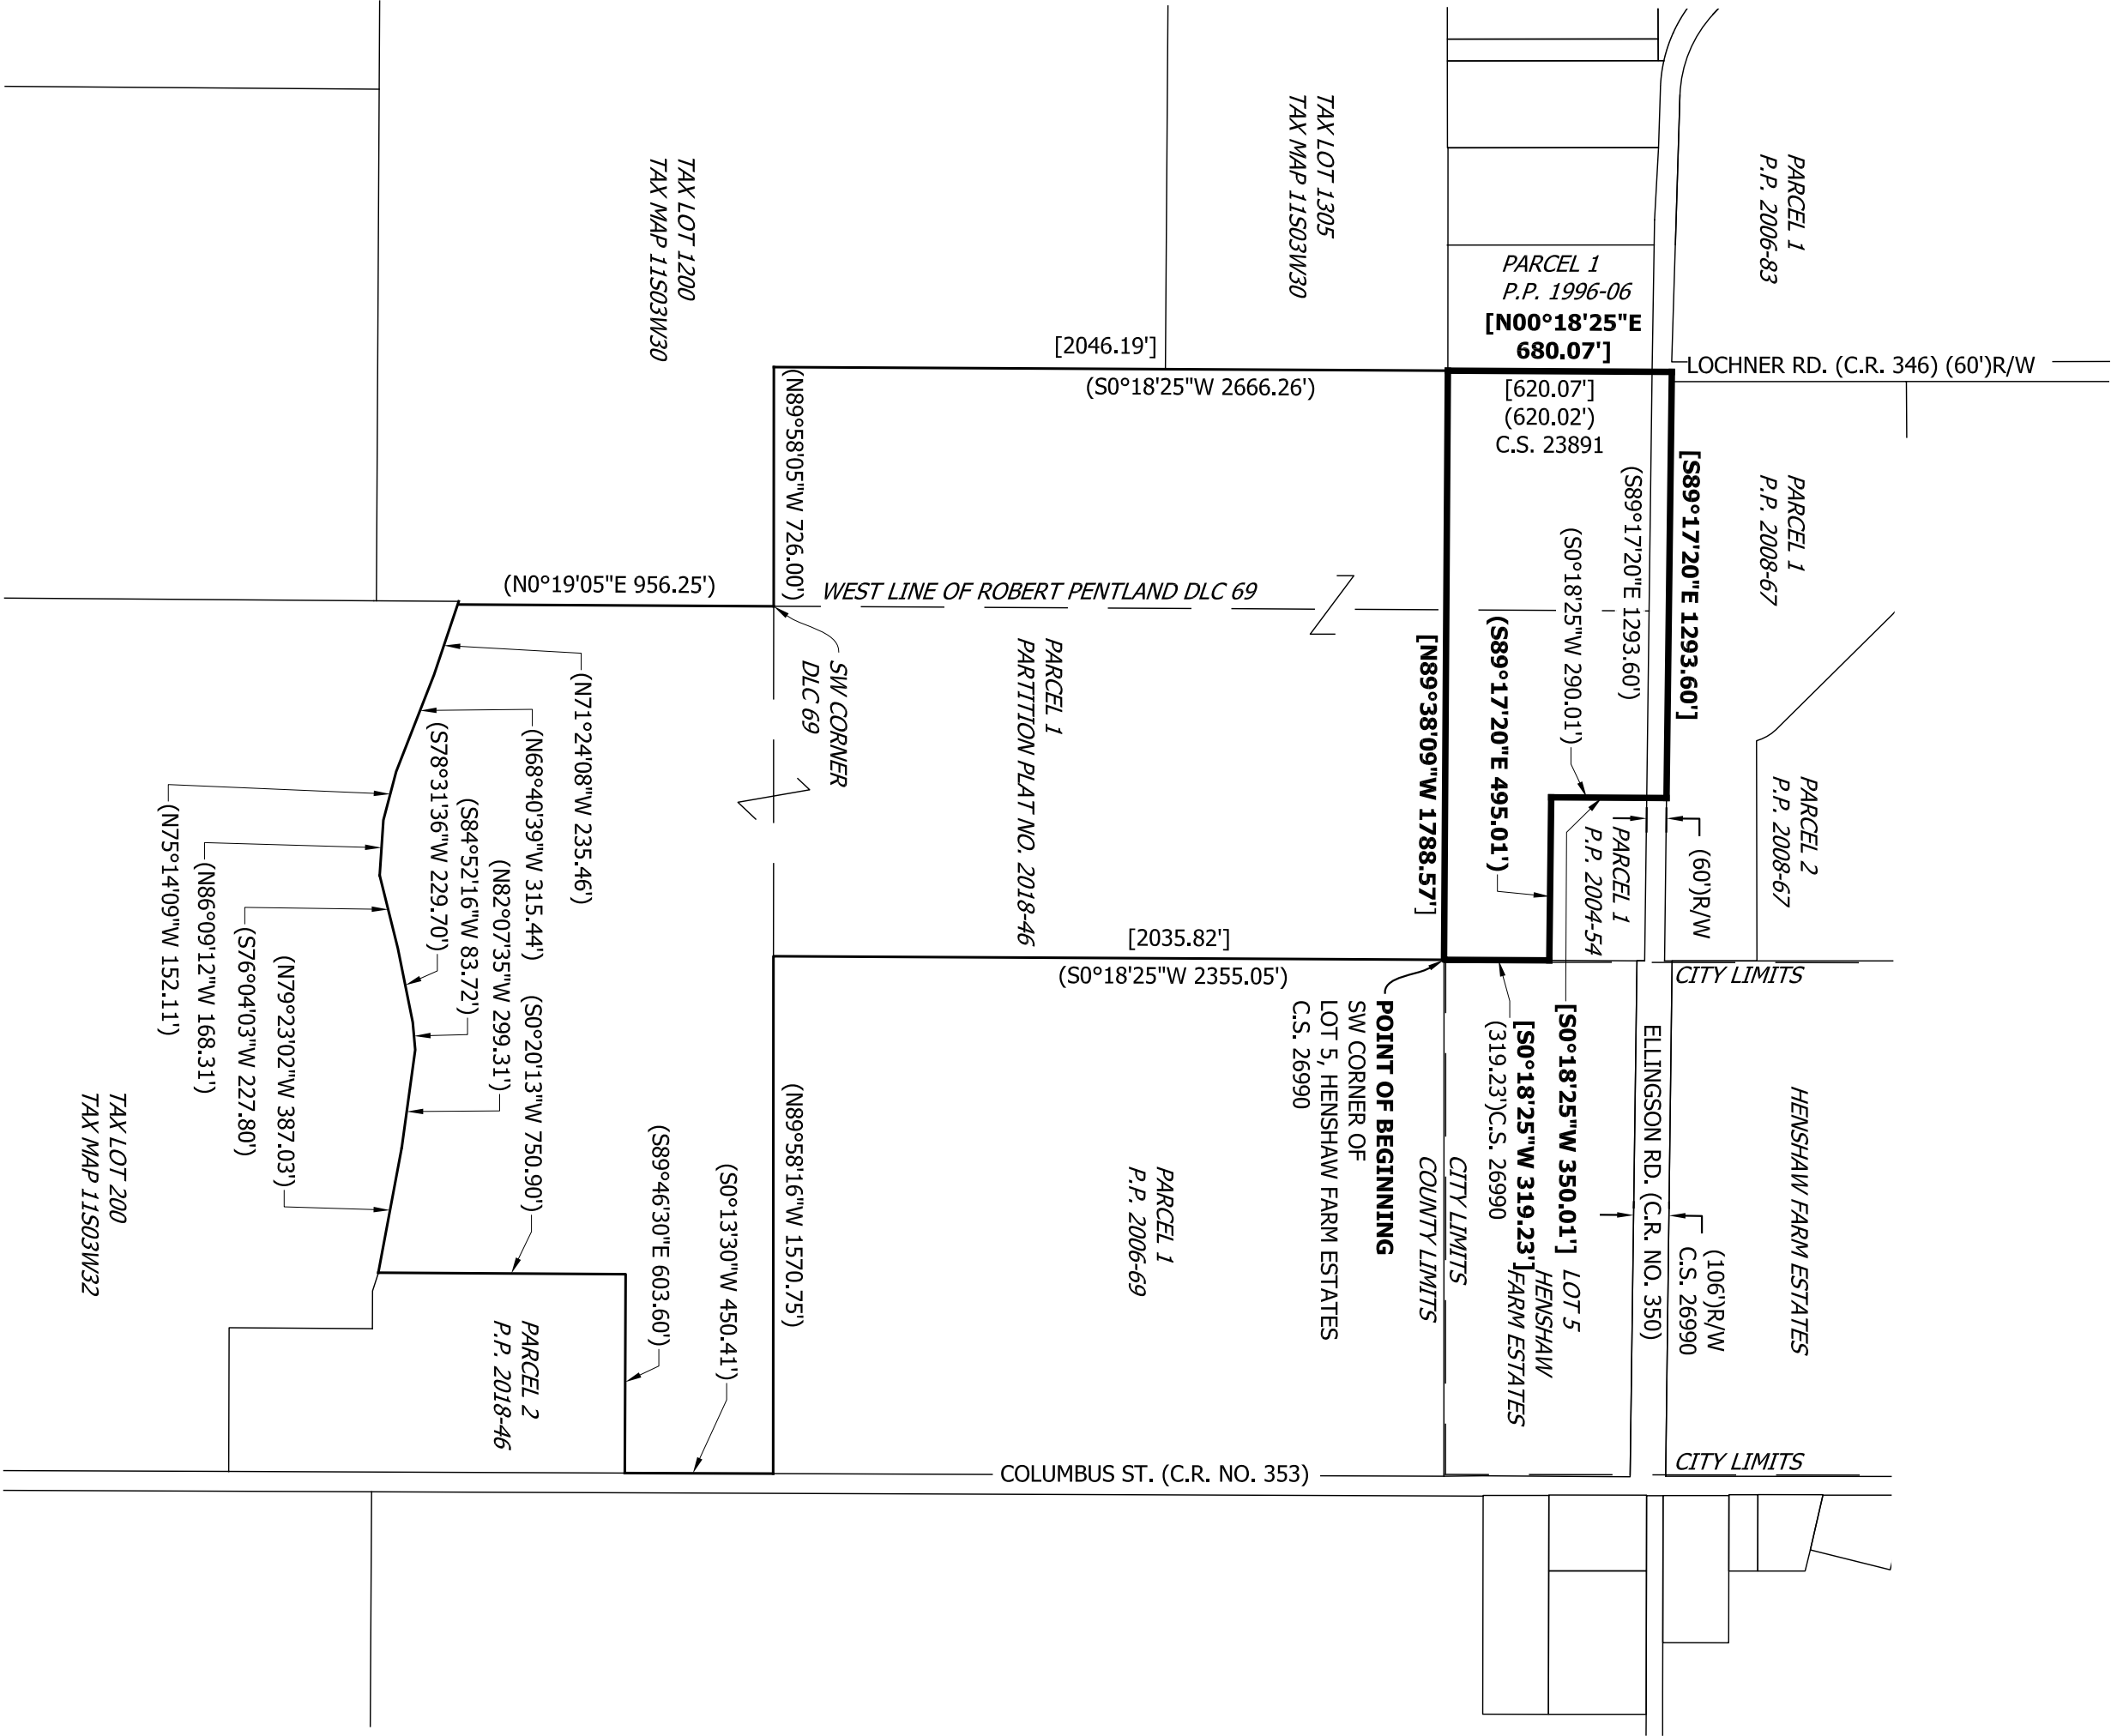 PARCEL 1
P.P. 2006-83
TAX LOT 1305
TAX MAP 11S03W30
TAX LOT 1200
TAX MAP 11S03W30
PARCEL 1
P.P. 1996-06
[N00°18'25"E
680.07']
LOCHNER RD. (C.R. 346) (60')R/W
[2046.19']
(S0°18'25"W 2666.26')
[620.07']
(620.02')
C.S. 23891
(N89°58'05"W 726.00')
[S89°17'20"E 1293.60']
(S89°17'20"E 1293.60')
(S0°18'25"W 290.01')
PARCEL 1
P.P. 2008-67
(N0°19'05"E 956.25')
WEST LINE OF ROBERT PENTLAND DLC 69
(S89°17'20"E 495.01')
[N89°38'09"W 1788.57']
SW CORNER
DLC 69
PARCEL 1
PARTITION PLAT NO. 2018-46
PARCEL 1
P.P. 2004-54
(60')R/W
PARCEL 2
P.P. 2008-67
(N71°24'08"W 235.46')
(N68°40'39"W 315.44')
(S78°31'36"W 229.70')
(S84°52'16"W 83.72')
(N82°07'35"W 299.31')
(N75°14'09"W 152.11')
(N86°09'12"W 168.31')
(S76°04'03"W 227.80')
(N79°23'02"W 387.03')
(S0°20'13"W 750.90')
[2035.82']
(S0°18'25"W 2355.05')
CITY LIMITS
POINT OF BEGINNING
SW CORNER OF
LOT 5, HENSHAW FARM ESTATES
C.S. 26990
[S0°18'25"W 350.01']
[S0°18'25"W 319.23']
(319.23')C.S. 26990
ELLINGSON RD. (C.R. NO. 350)
HENSHAW FARM ESTATES
(106')R/W
C.S. 26990
LOT 5
HENSHAW
FARM ESTATES
CITY LIMITS
COUNTY LIMITS
(N89°58'16"W 1570.75')
PARCEL 1
P.P. 2006-69
(S89°46'30"E 603.60')
(S0°13'30"W 450.41')
TAX LOT 200
TAX MAP 11S03W32
PARCEL 2
P.P. 2018-46
CITY LIMITS
COLUMBUS ST. (C.R. NO. 353)